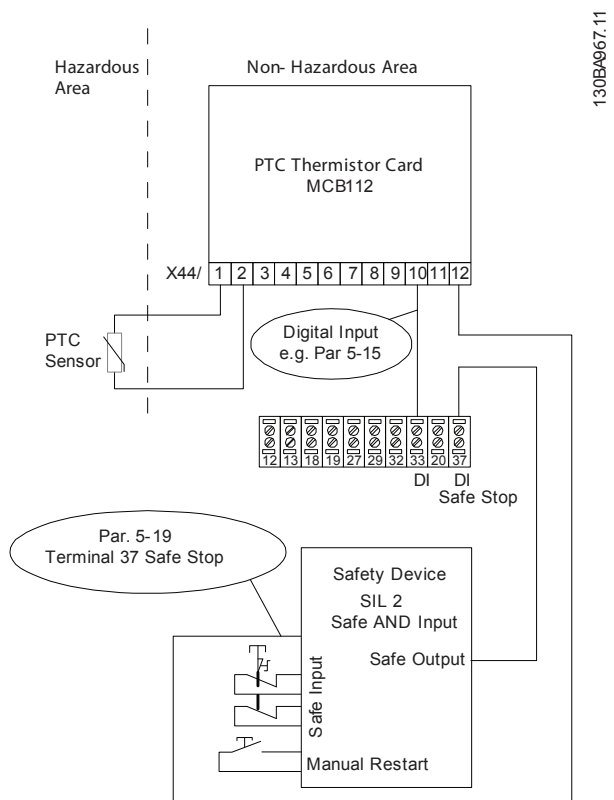 130BA967.11
Hazardous
Area
Non- Hazardous Area
PTC Thermistor Card
MCB112
X44/ 1 2 3 4 5 6 7 8 9 10 11 12
PTC
Sensor
Digital Input
e.g. Par 5-15
12 13 18 19 27 29 32 33 20 37
DI DI
Safe Stop
Par. 5-19
Terminal 37 Safe Stop
Safety Device
SIL 2
Safe AND Input
Safe Output
Safe Input
Manual Restart